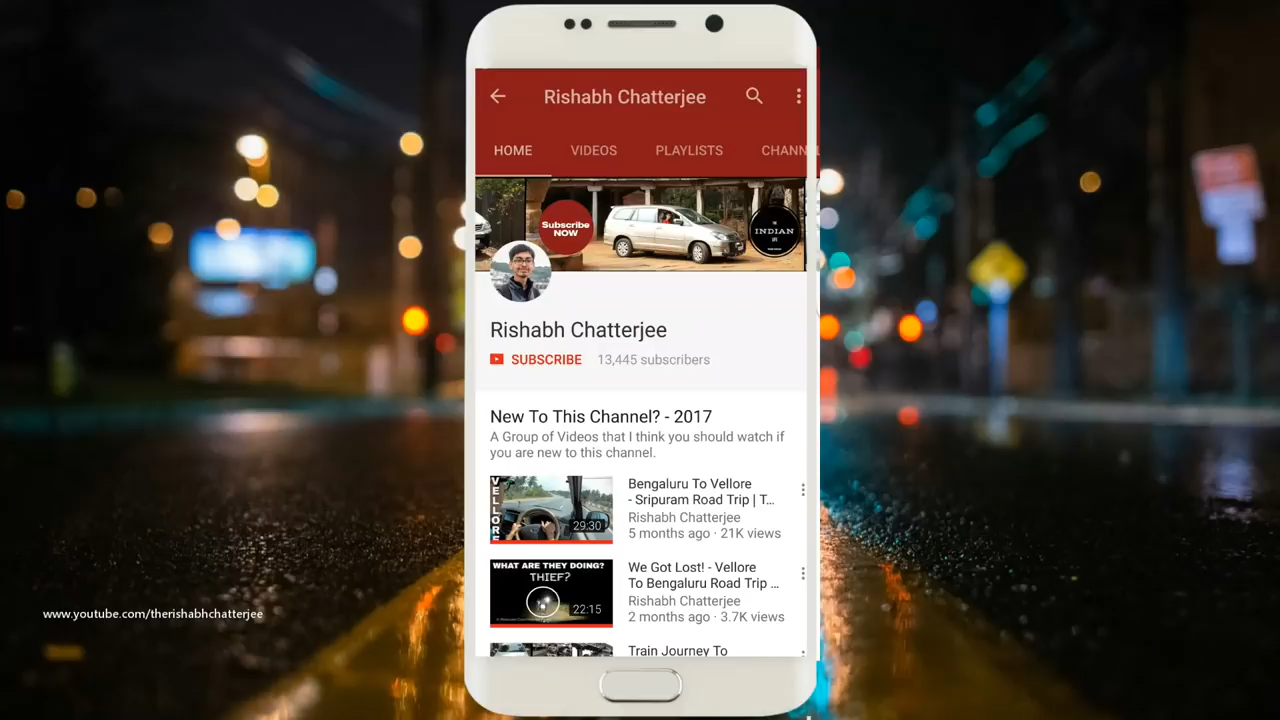 Rishabh Chatterjee
HOME VIDEOS PLAYLISTS CHANNEL
Subscribe
NOW
THE
INDIAN
Rishabh Chatterjee
SUBSCRIBE 13,445 subscribers
New To This Channel? - 2017
A Group of Videos that I think you should watch if
you are new to this channel.
VELLORE
29:30
Bengaluru To Vellore
- Sripuram Road Trip | T...
Rishabh Chatterjee
5 months ago · 21K views
WHAT ARE THEY DOING?
THIEF?
22:15
We Got Lost! - Vellore
To Bengaluru Road Trip ...
Rishabh Chatterjee
2 months ago · 3.7K views
Train Journey To
www.youtube.com/therishabhchatterjee